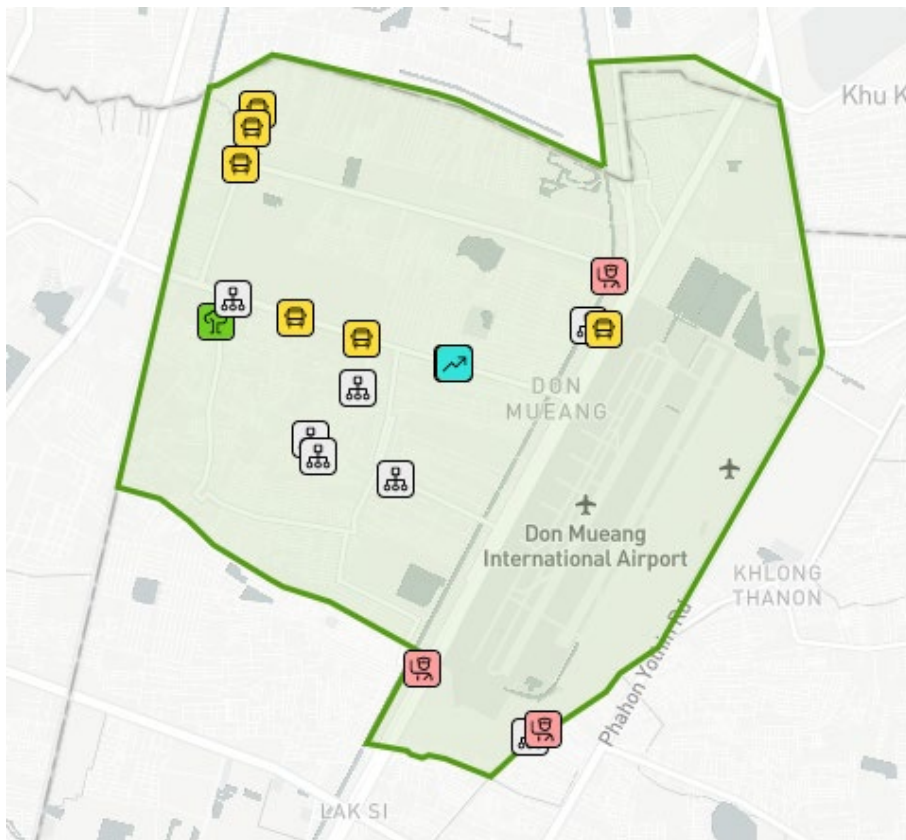 Khu K
DON
MUEANG
Don Mueang
International Airport
KHLONG
THANON
Phahon Yothin Rd
LAK SI